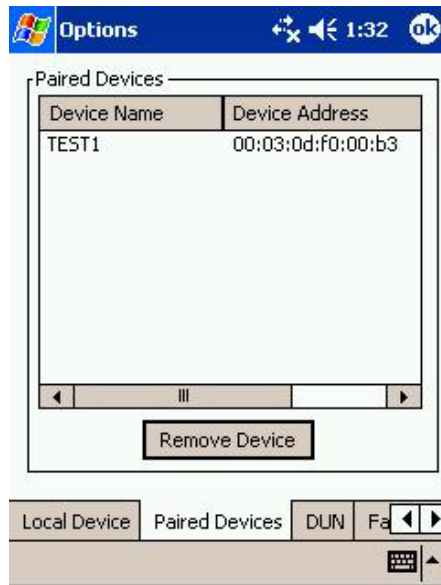 Options 1:32 ok
Paired Devices
Device Name Device Address
TEST1 00:03:0d:f0:00:b3
Remove Device
Local Device Paired Devices DUN Fa